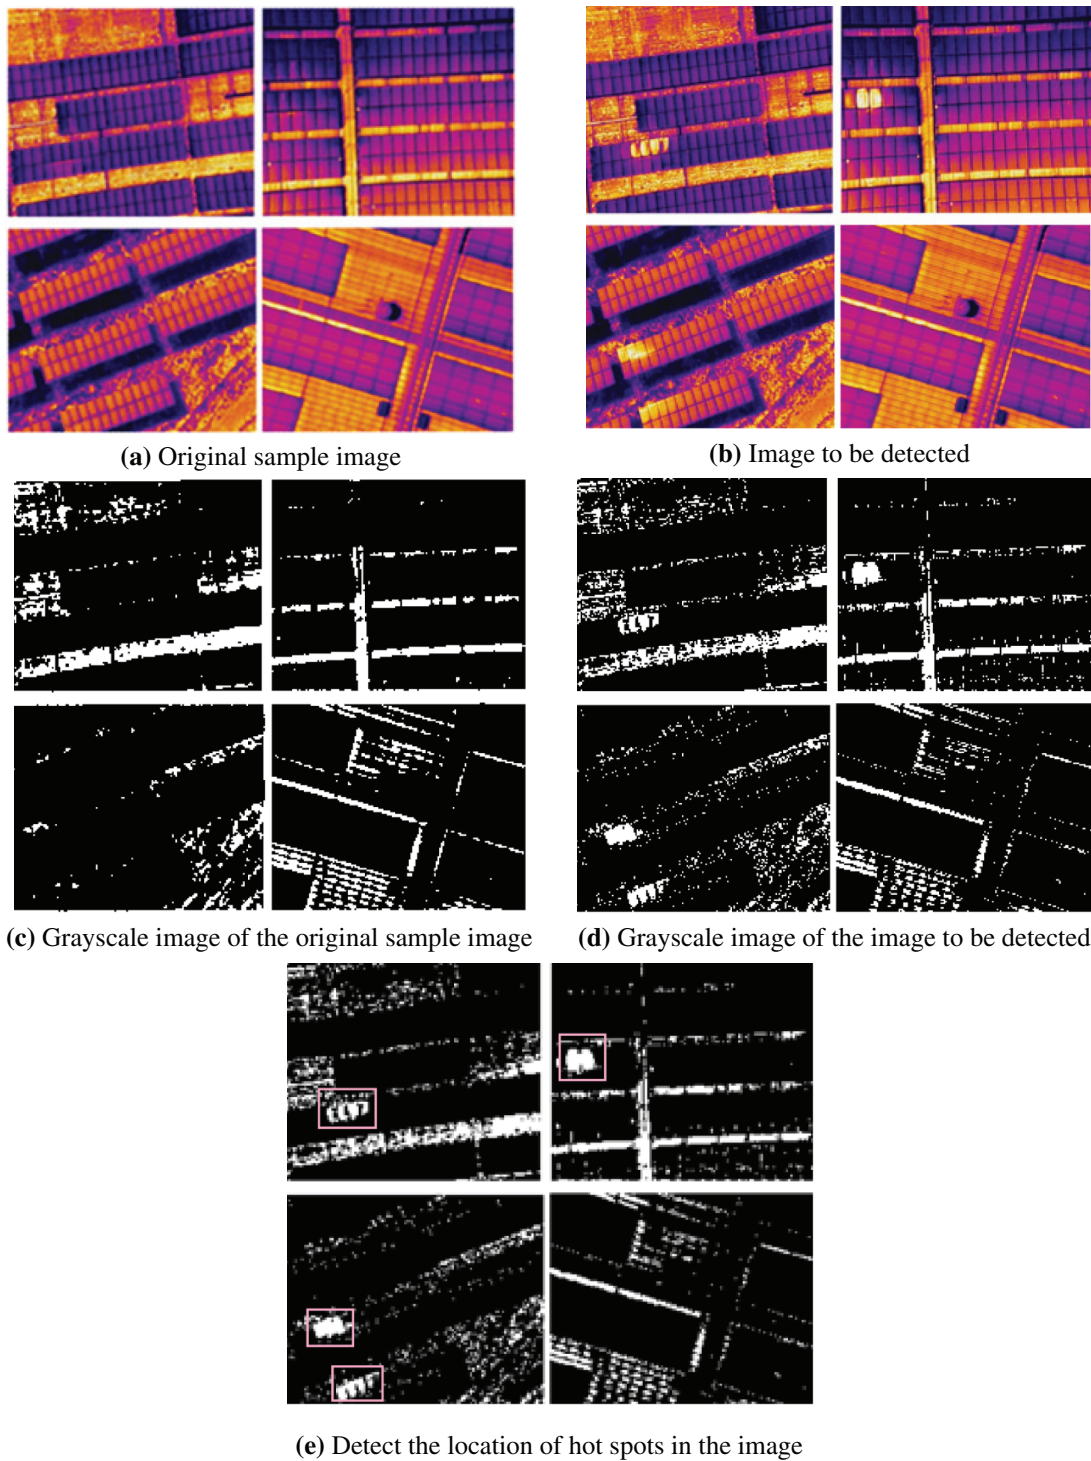 (a) Original sample image
(b) Image to be detected
(c) Grayscale image of the original sample image
(d) Grayscale image of the image to be detected
(e) Detect the location of hot spots in the image